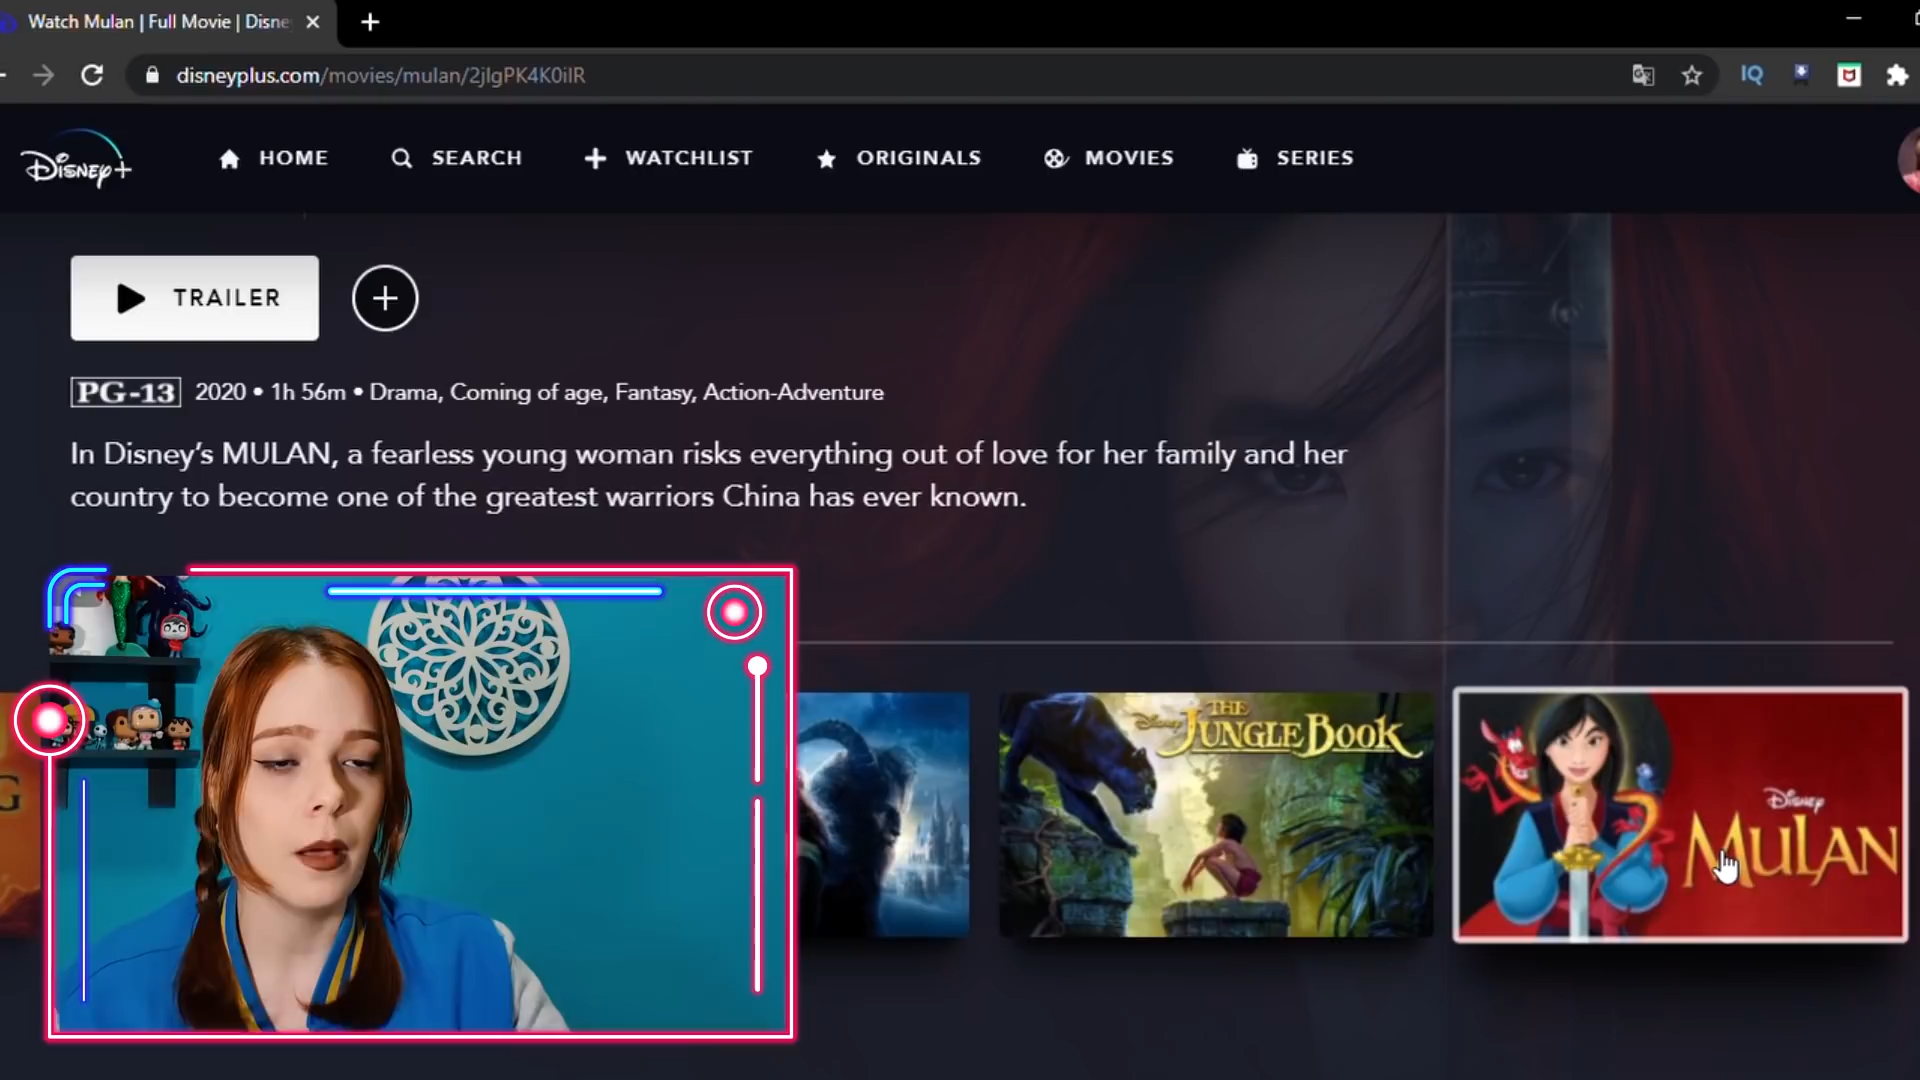 Watch Mulan | Full Movie | Disne
disneyplus.com/movies/mulan/2jIgPK4K0iIR
IQ
Disney+
HOME
SEARCH
WATCHLIST
ORIGINALS
MOVIES
SERIES
TRAILER
PG-13 2020 • 1h 56m • Drama, Coming of age, Fantasy, Action-Adventure
In Disney’s MULAN, a fearless young woman risks everything out of love for her family and her
country to become one of the greatest warriors China has ever known.
G
Disney
THE
JUNGLE BOOK
Disney
MULAN